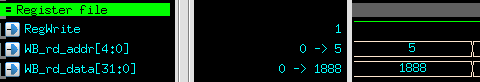 = Register file
RegWrite 1
WB_rd_addr[4:0] 0 -> 5 5
WB_rd_data[31:0] 0 -> 1888 1888